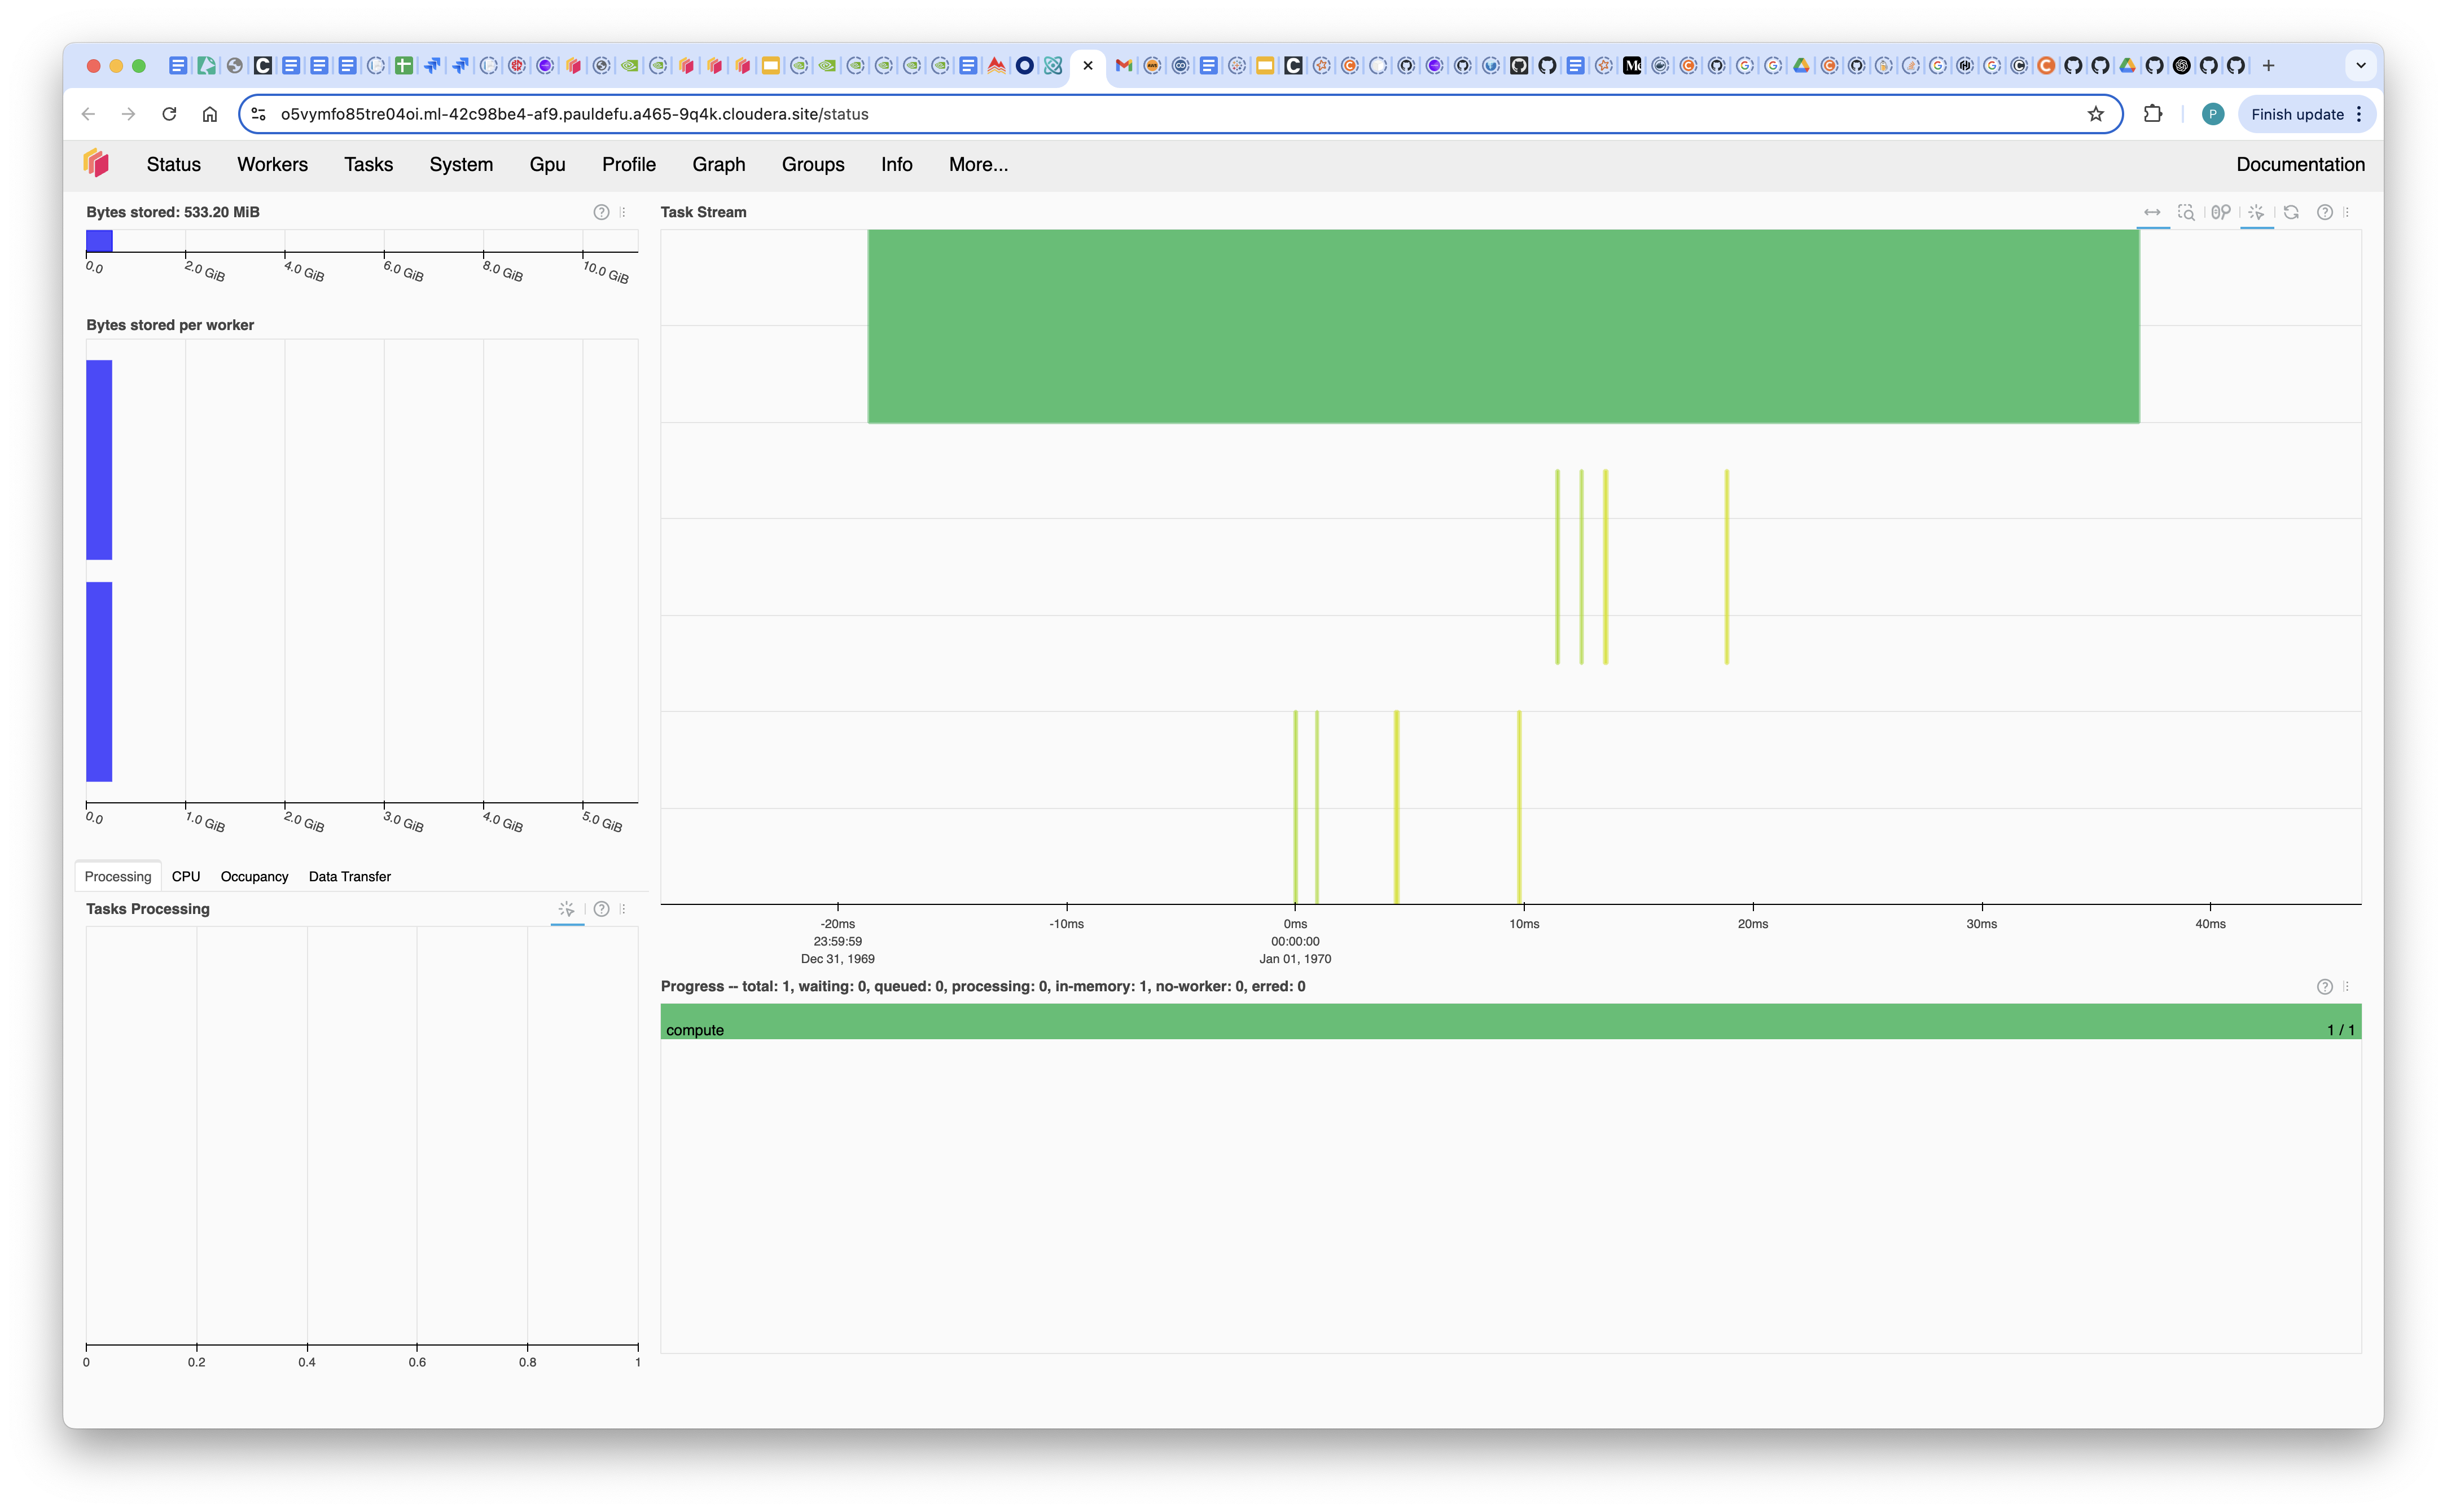 o5vymfo85tre04oi.ml-42c98be4-af9.pauldefu.a465-9q4k.cloudera.site/status
P
Finish update
Status Workers Tasks System Gpu Profile Graph Groups Info More... Documentation
Bytes stored: 533.20 MiB
0.0 2.0 GiB 4.0 GiB 6.0 GiB 8.0 GiB 10.0 GiB
Bytes stored per worker
0.0 1.0 GiB 2.0 GiB 3.0 GiB 4.0 GiB 5.0 GiB
Processing CPU Occupancy Data Transfer
Tasks Processing
0 0.2 0.4 0.6 0.8 1
Task Stream
-20ms -10ms 0ms 10ms 20ms 30ms 40ms
23:59:59 00:00:00
Dec 31, 1969 Jan 01, 1970
Progress -- total: 1, waiting: 0, queued: 0, processing: 0, in-memory: 1, no-worker: 0, erred: 0
compute 1 / 1